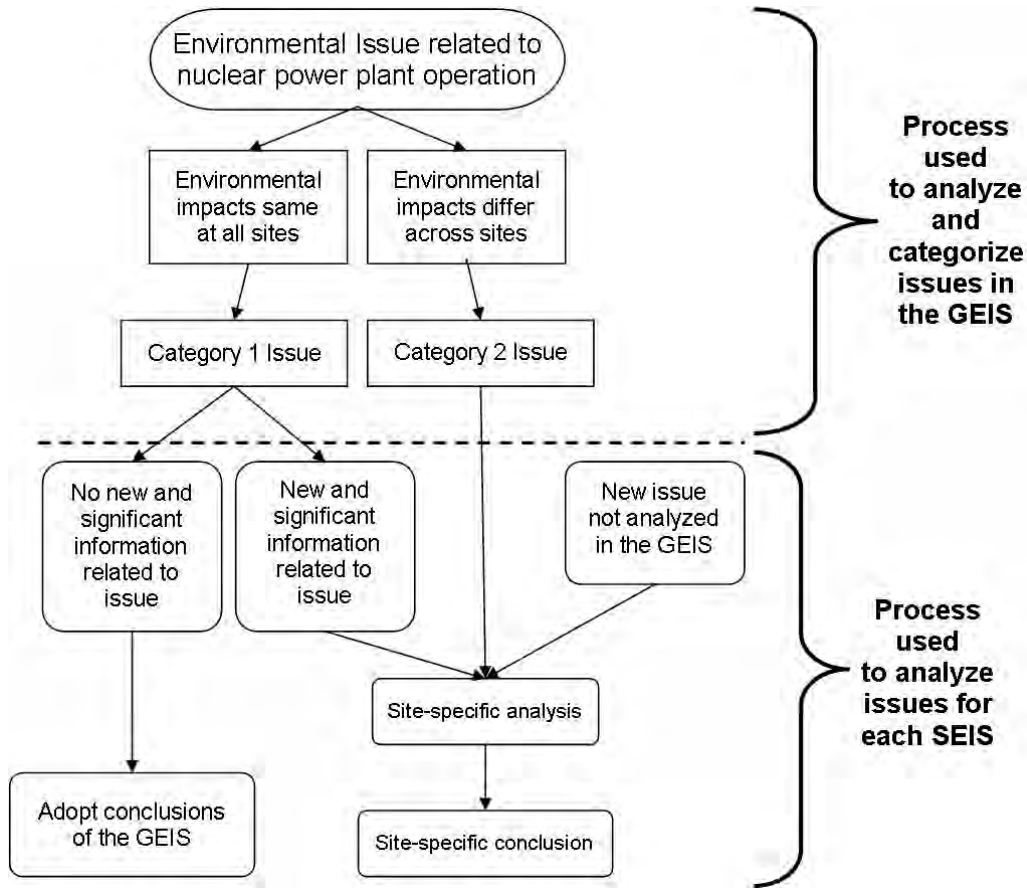 Environmental Issue related to
nuclear power plant operation
Environmental
impacts same
at all sites
Environmental
impacts differ
across sites
Category 1 Issue
Category 2 Issue
Process
used
to analyze
and
categorize
issues in
the GEIS
No new and
significant
information
related to
issue
New and
significant
information
related to
issue
New issue
not analyzed
in the GEIS
Site-specific analysis
Adopt conclusions
of the GEIS
Site-specific conclusion
Process
used
to analyze
issues for
each SEIS